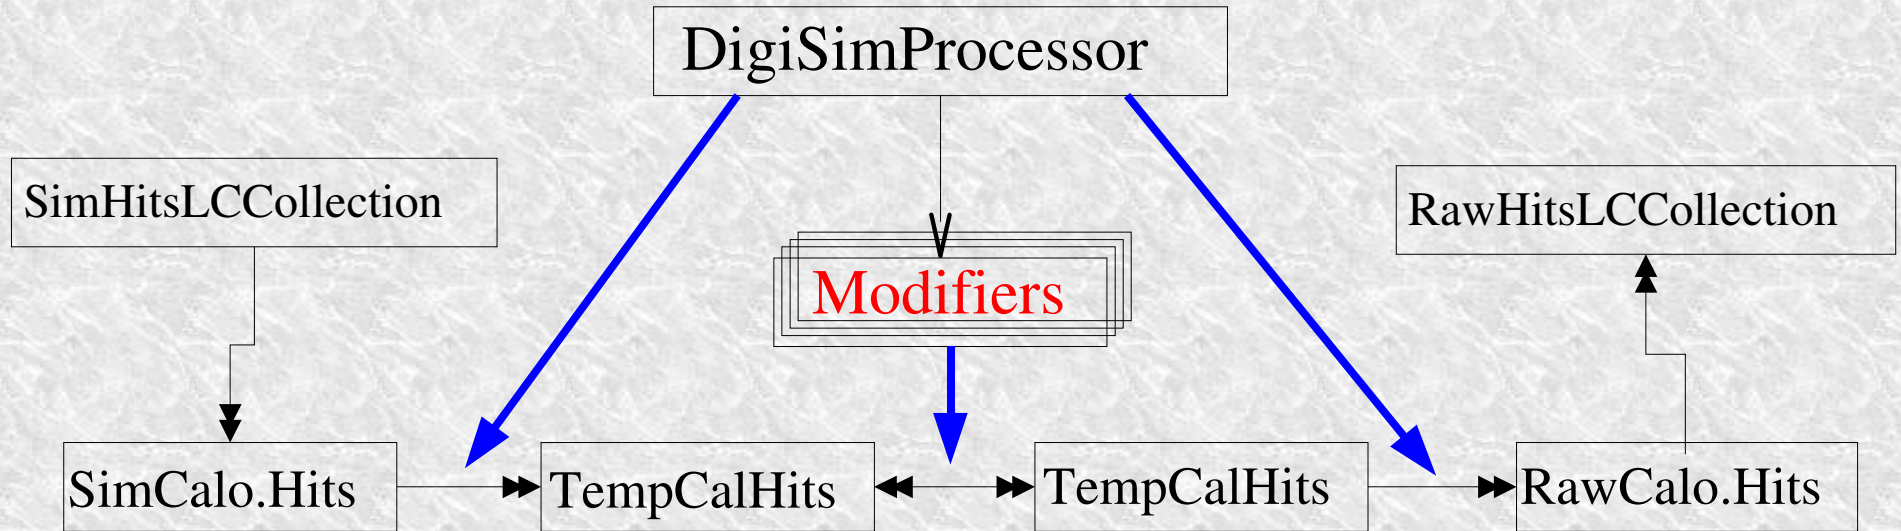 DigiSimProcessor
SimHitsLCCollection
RawHitsLCCollection
Modifiers
SimCalo.Hits
TempCalHits
TempCalHits
RawCalo.Hits